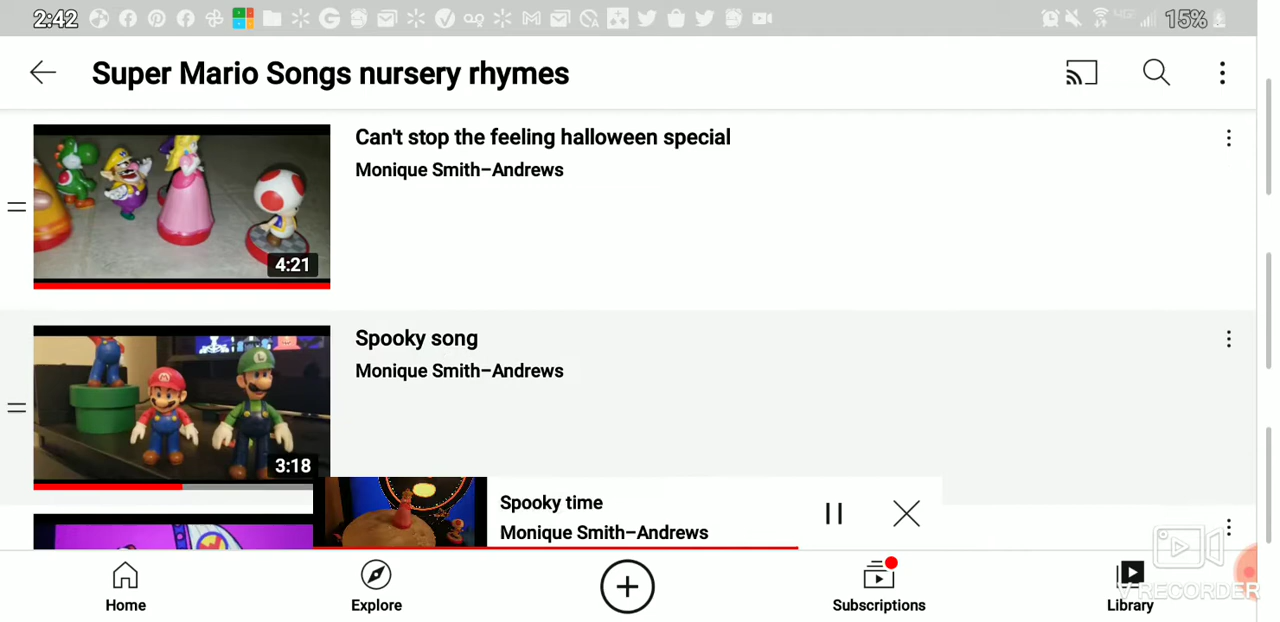 2:42 15%
Super Mario Songs nursery rhymes
Can't stop the feeling halloween special
Monique Smith–Andrews
4:21
Spooky song
Monique Smith–Andrews
3:18
Spooky time
Monique Smith–Andrews
V RECORDER
Home Explore Subscriptions Library